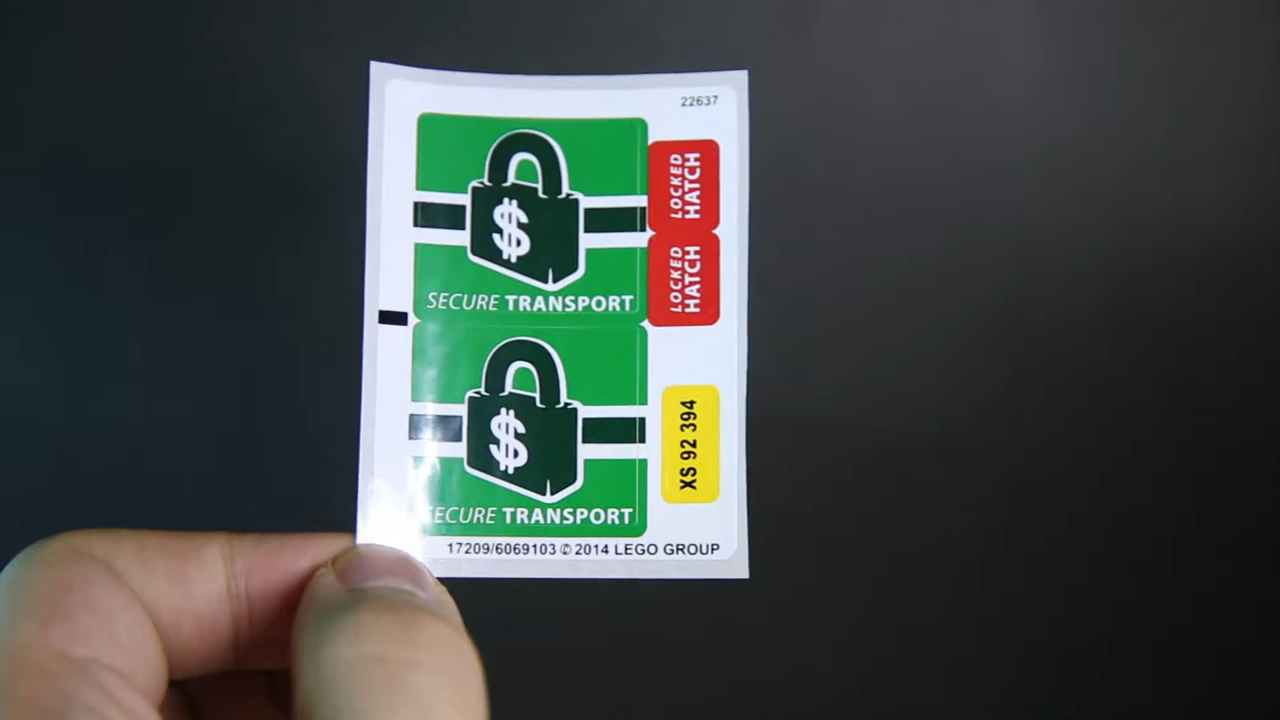 22637
$
SECURE TRANSPORT
LOCKED
HATCH
LOCKED
HATCH
$
SECURE TRANSPORT
XS 92 394
17209/6069103 © 2014 LEGO GROUP